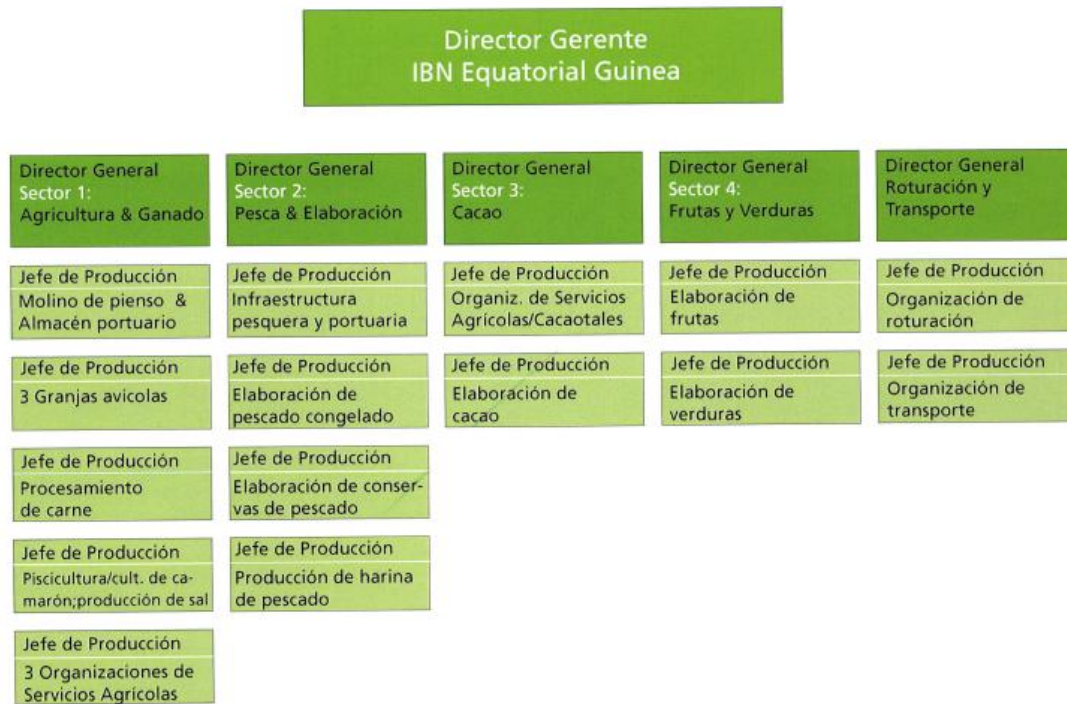 Director Gerente
IBN Equatorial Guinea
Director General
Sector 1:
Agricultura & Ganado
Jefe de Producción
Molino de pienso &
Almacén portuario
Jefe de Producción
3 Granjas avicolas
Jefe de Producción
Procesamiento
de carne
Jefe de Producción
Piscicultura/cult. de ca-
marón;producción de sal
Jefe de Producción
3 Organizaciones de
Servicios Agrícolas
Director General
Sector 2:
Pesca & Elaboración
Jefe de Producción
Infraestructura
pesquera y portuaria
Jefe de Producción
Elaboración de
pescado congelado
Jefe de Producción
Elaboración de conser-
vas de pescado
Jefe de Producción
Producción de harina
de pescado
Director General
Sector 3:
Cacao
Jefe de Producción
Organiz. de Servicios
Agrícolas/Cacaotales
Jefe de Producción
Elaboración de
cacao
Director General
Sector 4:
Frutas y Verduras
Jefe de Producción
Elaboración de
frutas
Jefe de Producción
Elaboración de
verduras
Director General
Roturación y
Transporte
Jefe de Producción
Organización de
roturación
Jefe de Producción
Organización de
transporte